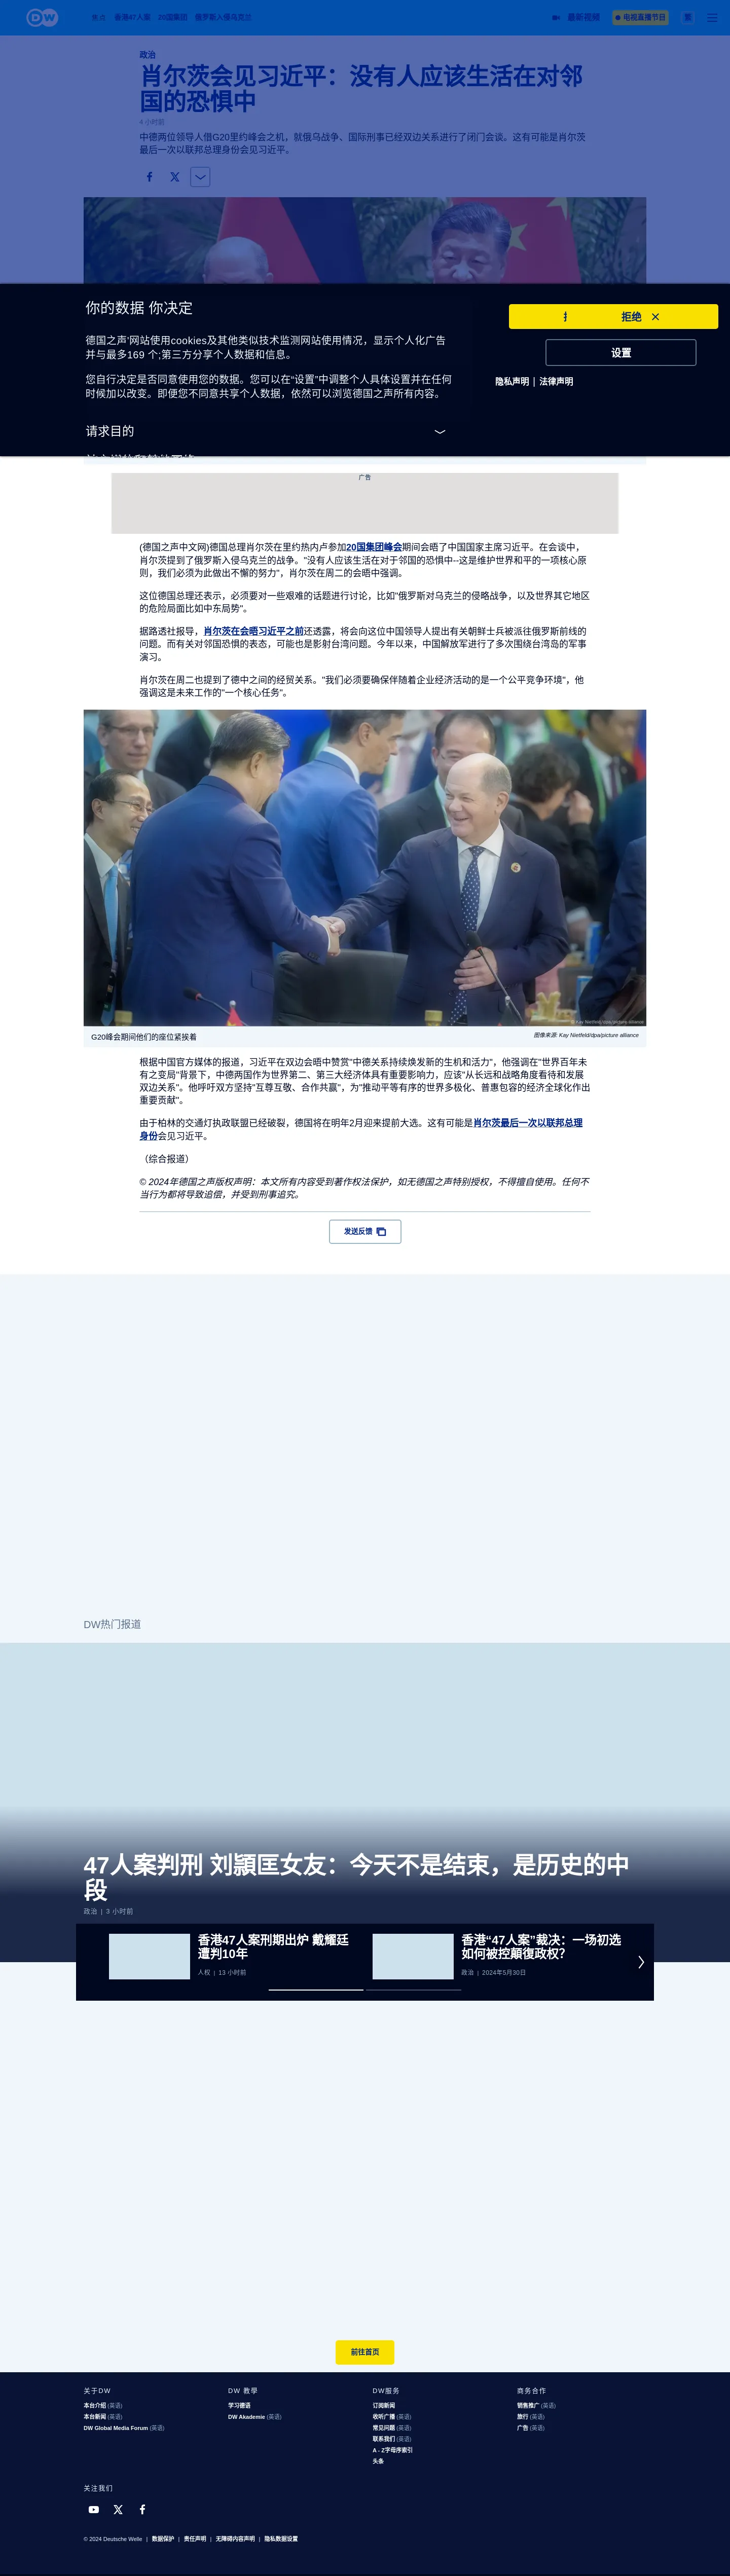 DW
热点 香港47人案 20国集团 俄罗斯入侵乌克兰
最新视频 电视直播节目 繁
政治
肖尔茨会见习近平：没有人应该生活在对邻
国的恐惧中
4 小时前
中德两位领导人借G20里约峰会之机，就俄乌战争、国际刑事已经双边关系进行了闭门会谈。这有可能是肖尔茨
最后一次以联邦总理身份会见习近平。
你的数据 你决定
拒绝
德国之声'网站使用cookies及其他类似技术监测网站使用情况，显示个人化广告
并与最多169 个;第三方分享个人数据和信息。
设置
隐私声明 | 法律声明
您自行决定是否同意使用您的数据。您可以在"设置"中调整个人具体设置并在任何
时候加以改变。即便您不同意共享个人数据，依然可以浏览德国之声所有内容。
请求目的
广告
(德国之声中文网)德国总理肖尔茨在里约热内卢参加20国集团峰会期间会晤了中国国家主席习近平。在会谈中，
肖尔茨提到了俄罗斯入侵乌克兰的战争。"没有人应该生活在对于邻国的恐惧中--这是维护世界和平的一项核心原
则，我们必须为此做出不懈的努力"，肖尔茨在周二的会晤中强调。
这位德国总理还表示，必须要对一些艰难的话题进行讨论，比如"俄罗斯对乌克兰的侵略战争，以及世界其它地区
的危险局面比如中东局势"。
据路透社报导，肖尔茨在会晤习近平之前还透露，将会向这位中国领导人提出有关朝鲜士兵被派往俄罗斯前线的
问题。而有关对邻国恐惧的表态，可能也是影射台湾问题。今年以来，中国解放军进行了多次围绕台湾岛的军事
演习。
肖尔茨在周二也提到了德中之间的经贸关系。"我们必须要确保伴随着企业经济活动的是一个公平竞争环境"，他
强调这是未来工作的"一个核心任务"。
© Kay Nietfeld/dpa/picture alliance
G20峰会期间他们的座位紧挨着
图像来源: Kay Nietfeld/dpa/picture alliance
根据中国官方媒体的报道，习近平在双边会晤中赞赏"中德关系持续焕发新的生机和活力"，他强调在"世界百年未
有之变局"背景下，中德两国作为世界第二、第三大经济体具有重要影响力，应该"从长远和战略角度看待和发展
双边关系"。他呼吁双方坚持"互尊互敬、合作共赢"，为"推动平等有序的世界多极化、普惠包容的经济全球化作出
重要贡献"。
由于柏林的交通灯执政联盟已经破裂，德国将在明年2月迎来提前大选。这有可能是肖尔茨最后一次以联邦总理
身份会见习近平。
（综合报道）
© 2024年德国之声版权声明：本文所有内容受到著作权法保护，如无德国之声特别授权，不得擅自使用。任何不
当行为都将导致追偿，并受到刑事追究。
发送反馈
DW热门报道
47人案判刑 刘頴匡女友：今天不是结束，是历史的中
段
政治 | 3 小时前
香港47人案刑期出炉 戴耀廷
遭判10年
人权 | 13 小时前
香港“47人案”裁决：一场初选
如何被控颠復政权？
政治 | 2024年5月30日
前往首页
关于DW
本台介绍 (英语)
本台新闻 (英语)
DW Global Media Forum (英语)
DW 教學
学习德语
DW Akademie (英语)
DW服务
订阅新闻
收听广播 (英语)
常见问题 (英语)
联系我们 (英语)
A - Z字母序索引
头条
商务合作
销售推广 (英语)
旅行 (英语)
广告 (英语)
关注我们
© 2024 Deutsche Welle | 数据保护 | 责任声明 | 无障碍内容声明 | 隐私数据设置